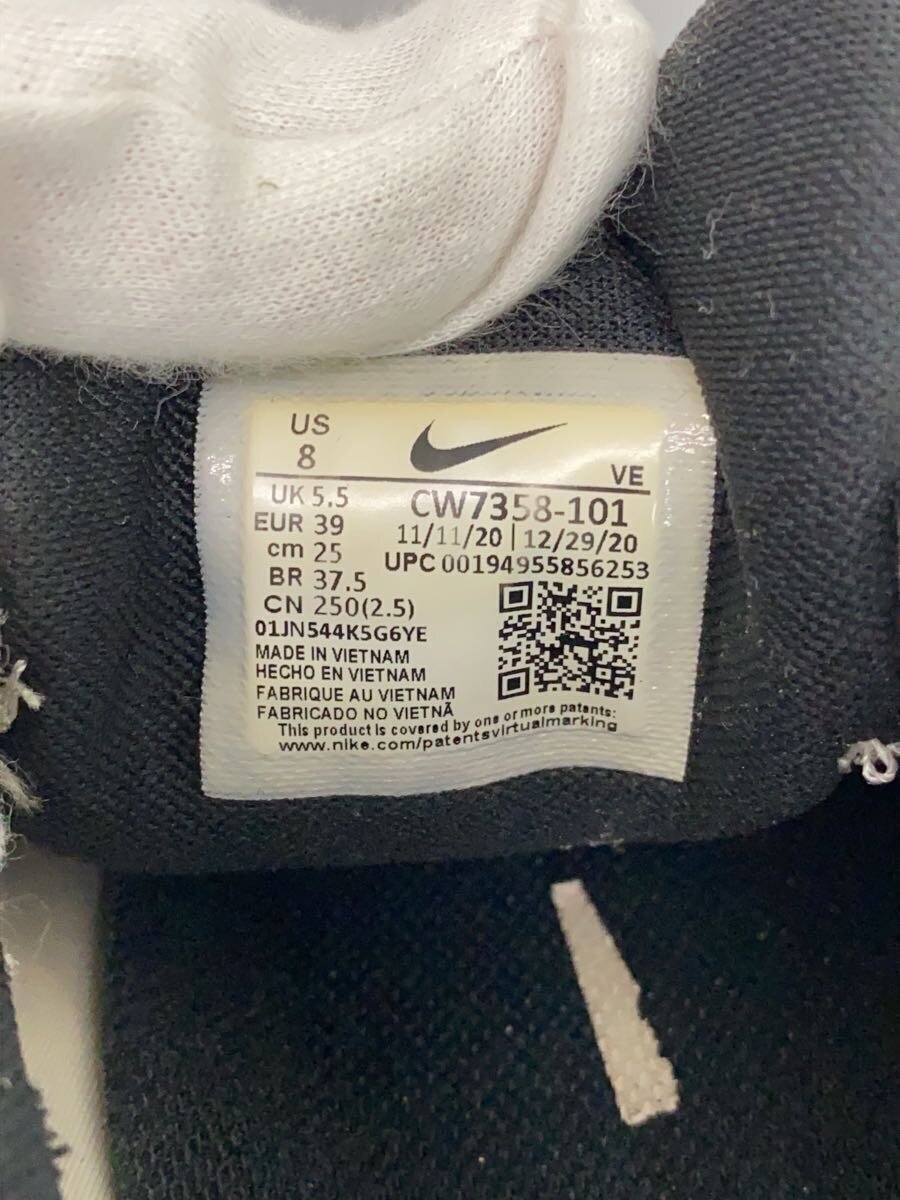 US
8
VE
UK 5.5
EUR 39
cm 25
BR 37.5
CN 250(2.5)
CW7358-101
11/11/20 | 12/29/20
UPC 00194955856253
01JN544K5G6YE
MADE IN VIETNAM
HECHO EN VIETNAM
FABRIQUE AU VIETNAM
FABRICADO NO VIETNÃ
This product is covered by one or more patents:
www.nike.com/patentsvirtualmarking